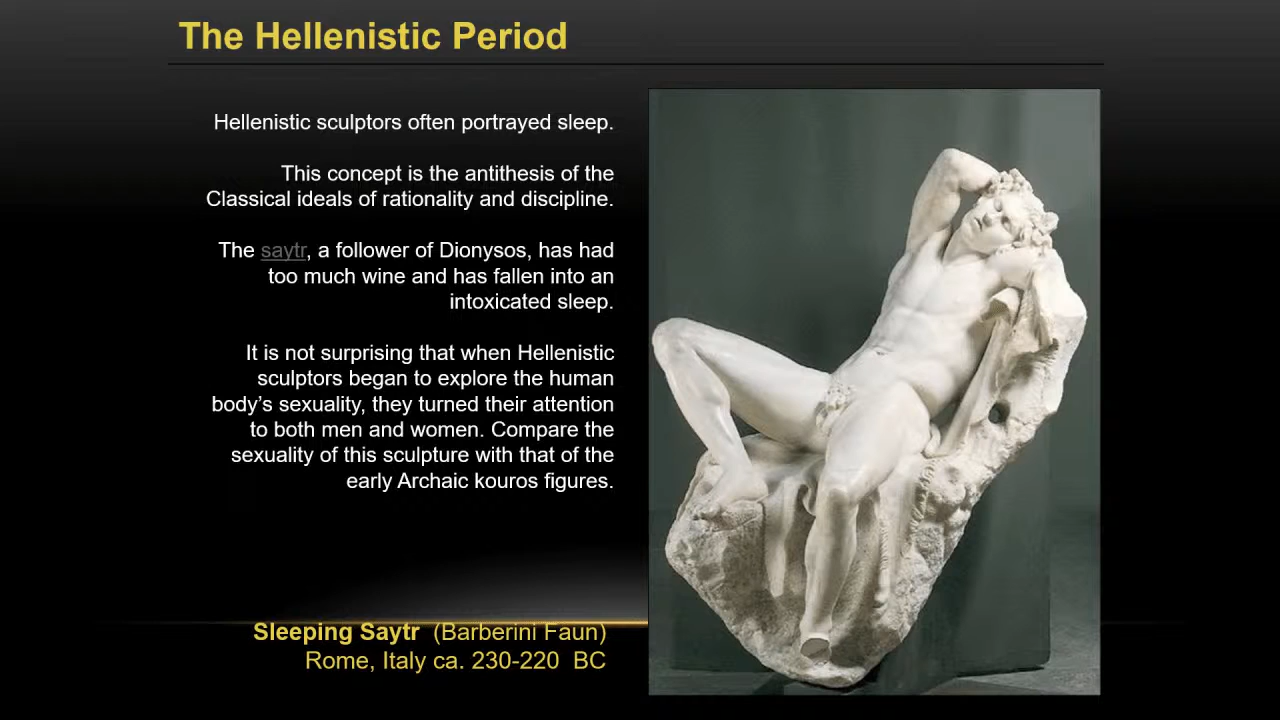 The Hellenistic Period
Hellenistic sculptors often portrayed sleep.
This concept is the antithesis of the
Classical ideals of rationality and discipline.
The saytr, a follower of Dionysos, has had
too much wine and has fallen into an
intoxicated sleep.
It is not surprising that when Hellenistic
sculptors began to explore the human
body’s sexuality, they turned their attention
to both men and women. Compare the
sexuality of this sculpture with that of the
early Archaic kouros figures.
Sleeping Saytr (Barberini Faun)
Rome, Italy ca. 230-220 BC